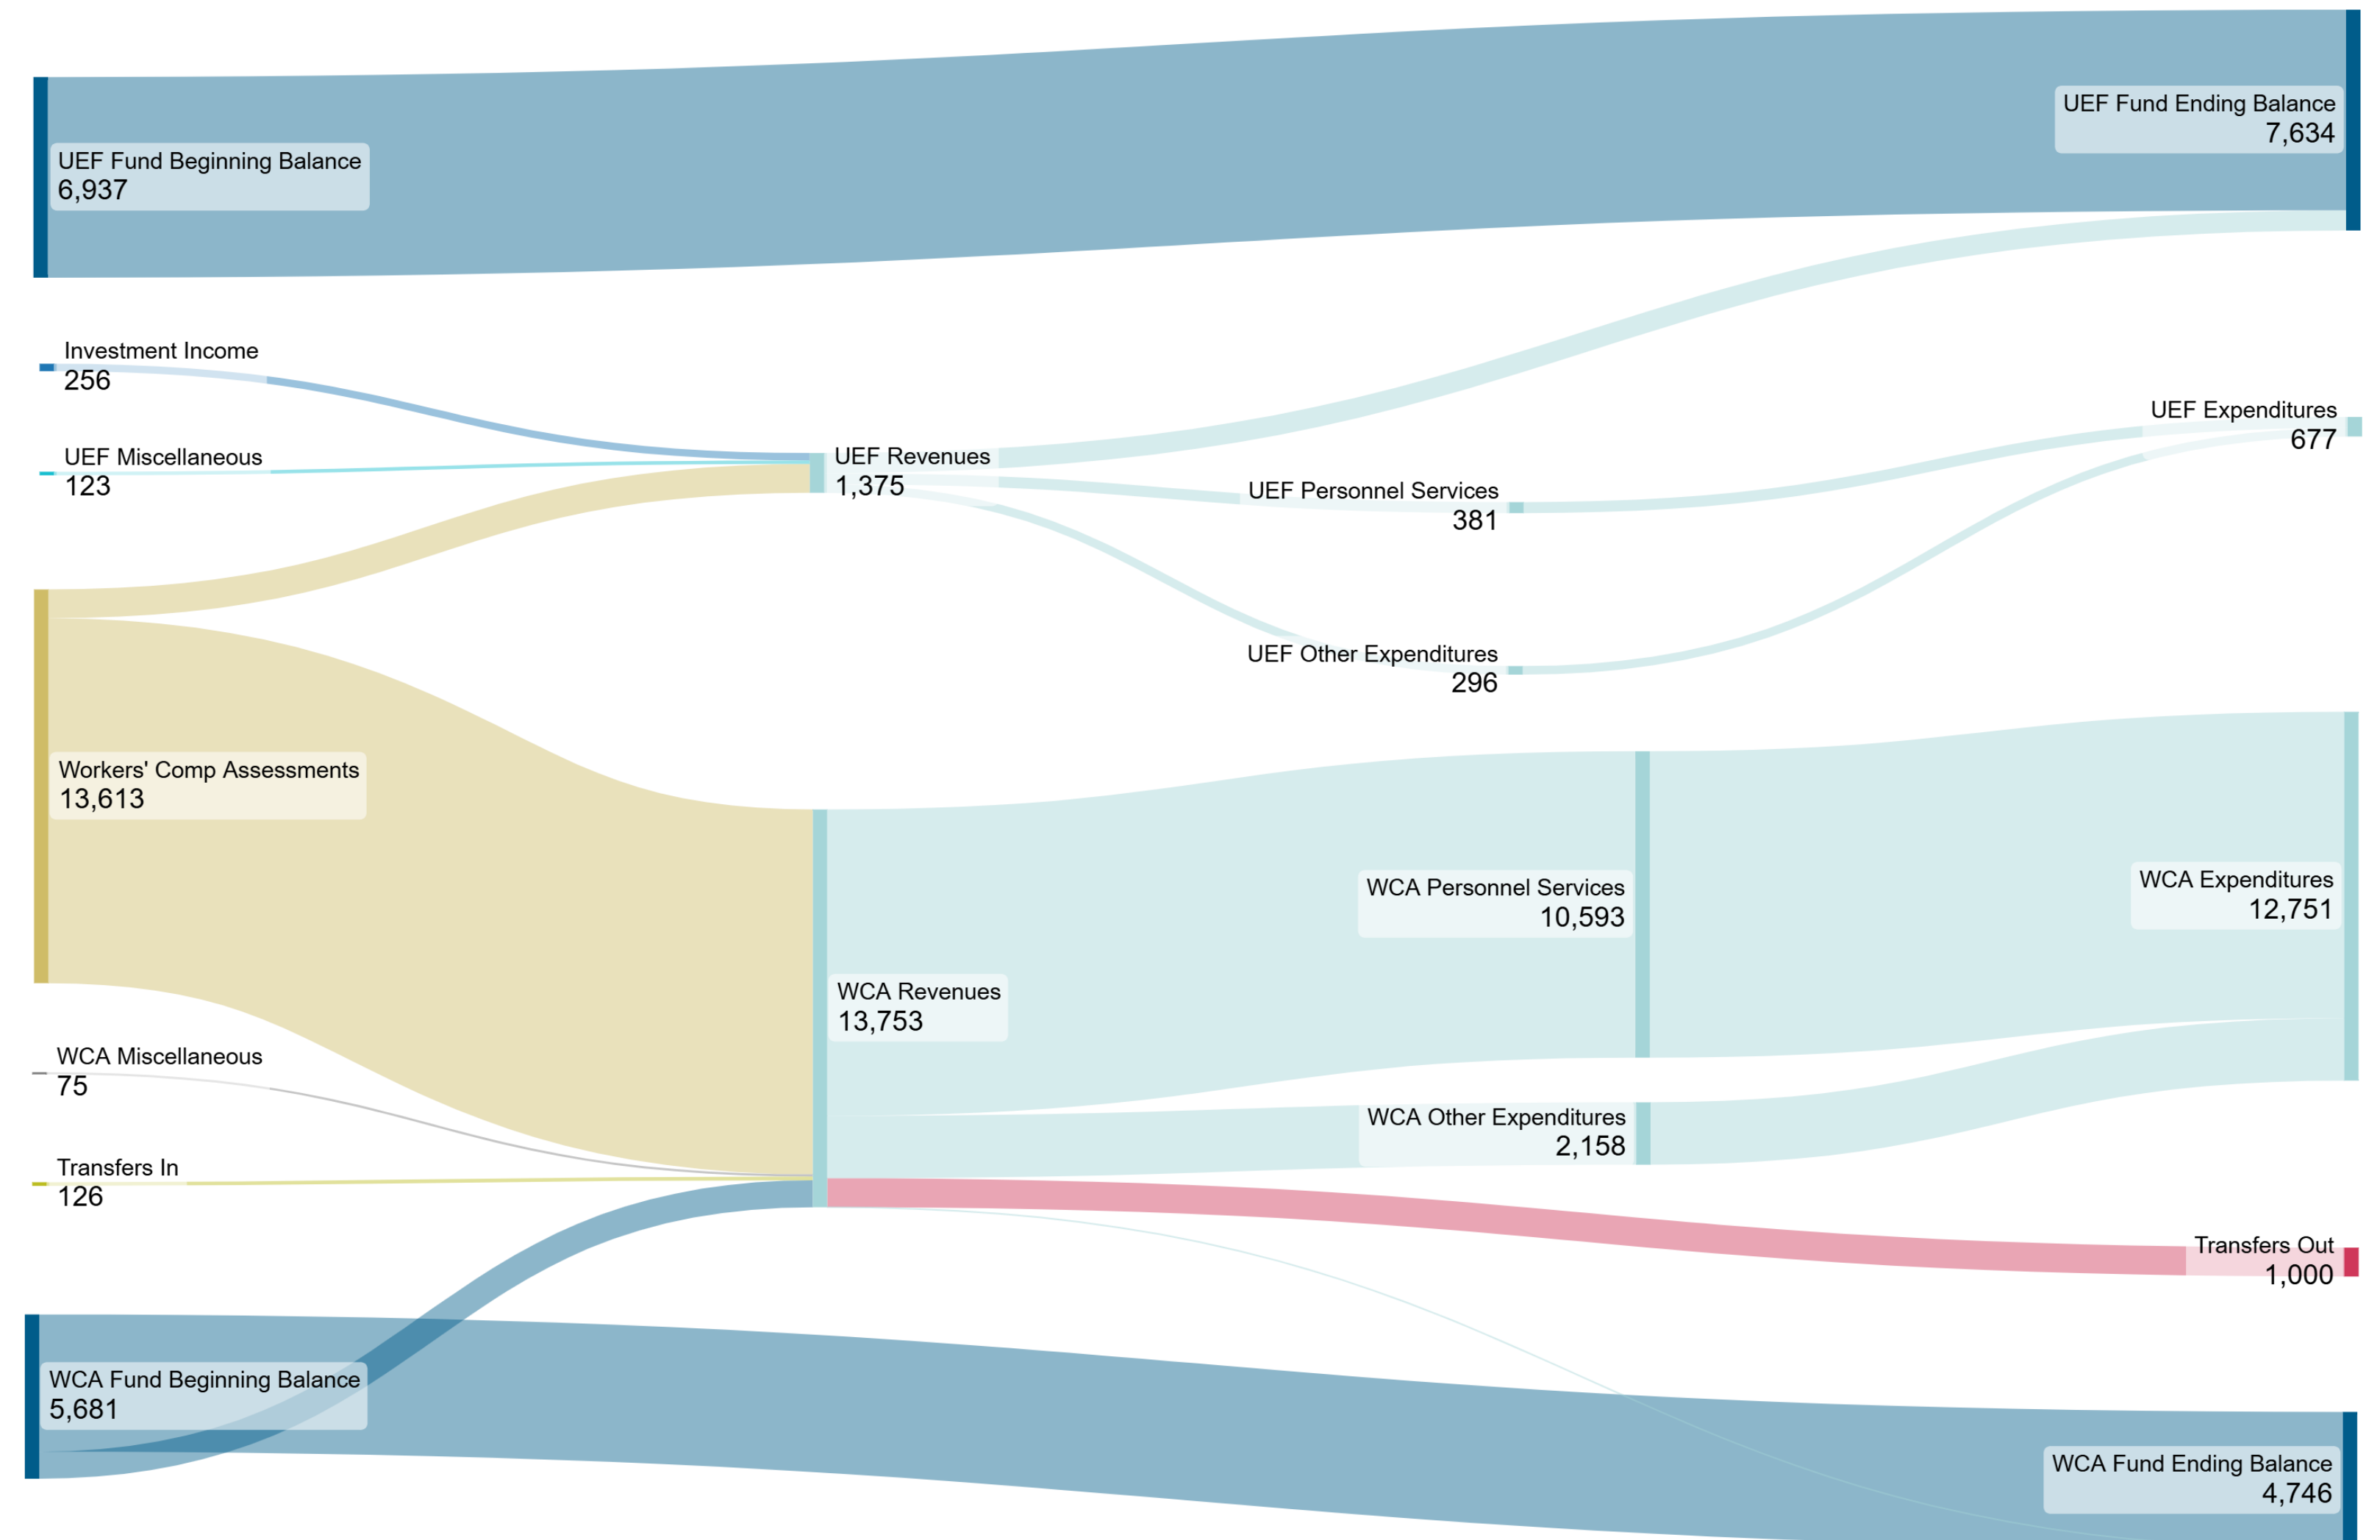 UEF Fund Ending Balance
7,634
UEF Fund Beginning Balance
6,937
Investment Income
256
UEF Expenditures
677
UEF Miscellaneous
123
UEF Revenues
1,375
UEF Personnel Services
381
UEF Other Expenditures
296
Workers' Comp Assessments
13,613
WCA Personnel Services
10,593
WCA Expenditures
12,751
WCA Revenues
13,753
WCA Miscellaneous
75
WCA Other Expenditures
2,158
Transfers In
126
Transfers Out
1,000
WCA Fund Beginning Balance
5,681
WCA Fund Ending Balance
4,746